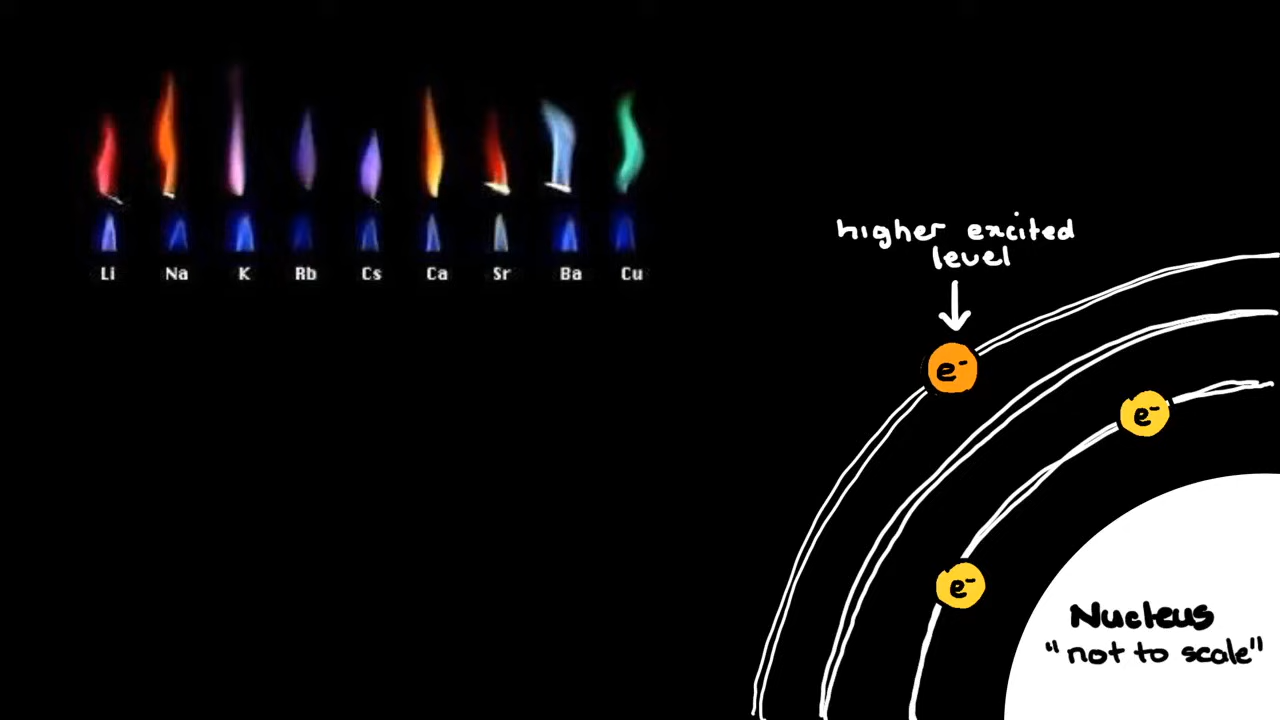 Li Na K Rb Cs Ca Sr Ba Cu
higher excited
level
e⁻
e⁻
e⁻
Nucleus
"not to scale"